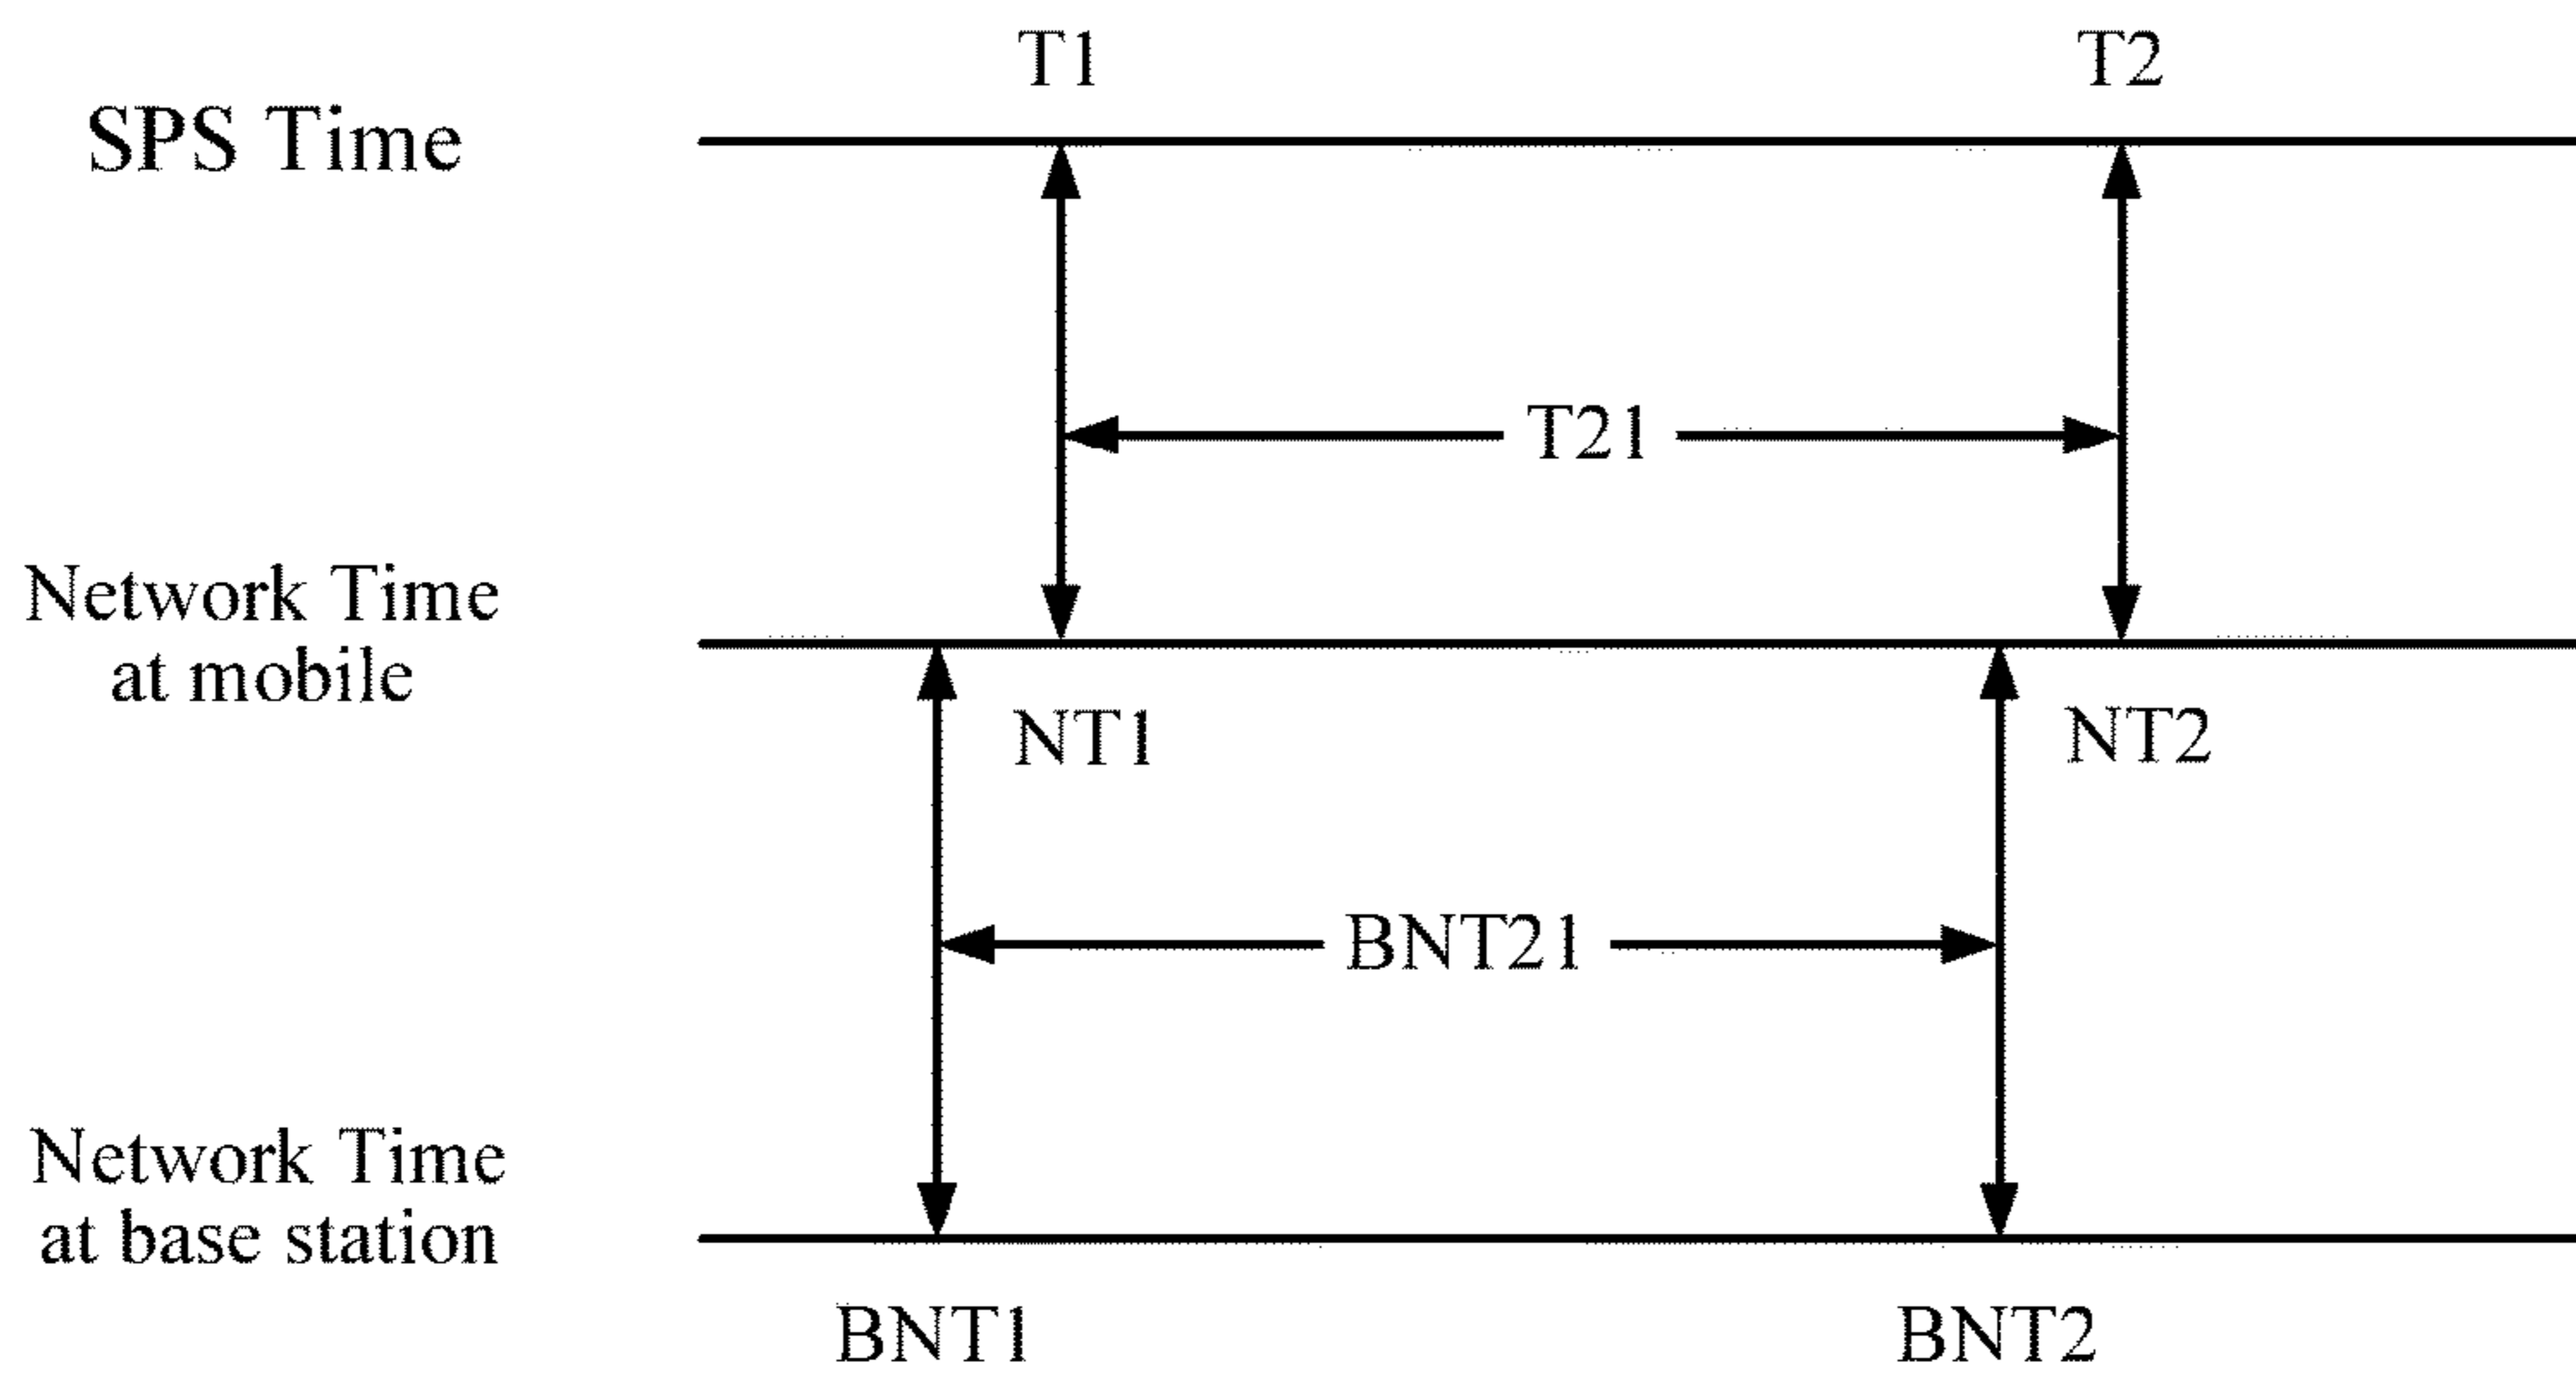 T1
T2
SPS Time
T21
Network Time
at mobile
NT1
NT2
BNT21
Network Time
at base station
BNT1
BNT2